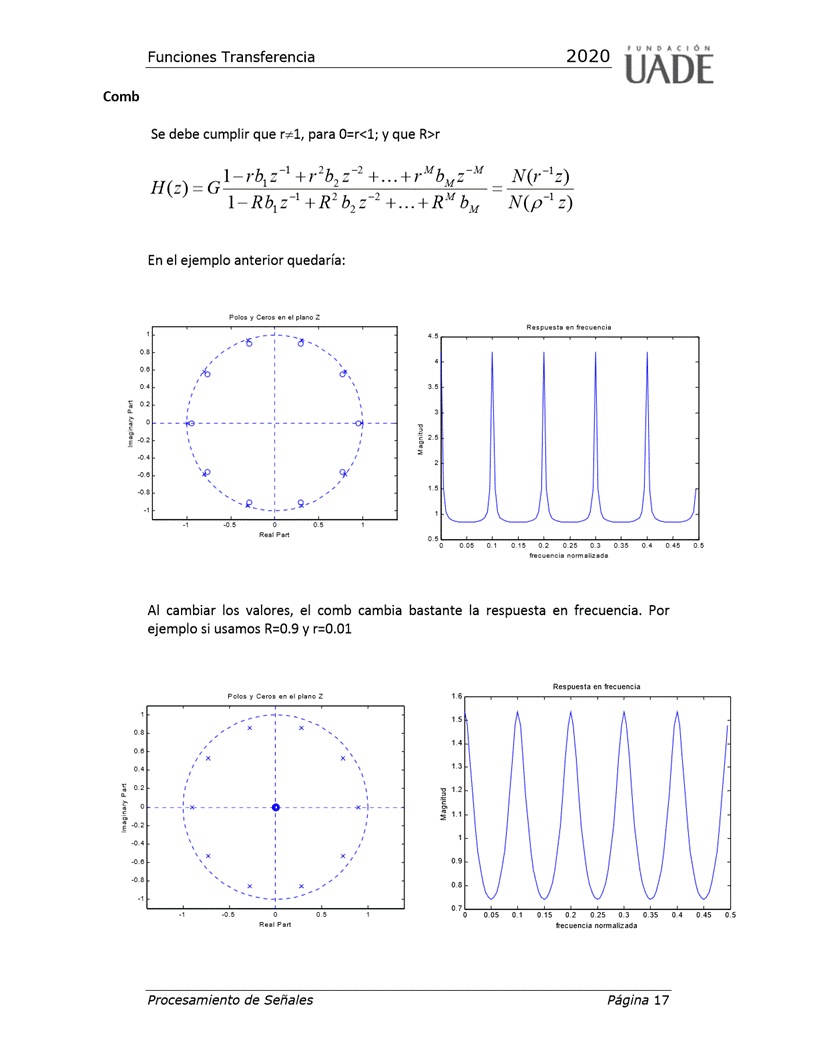 Funciones Transferencia 2020 FUNDACIÓN UADE
Comb
Se debe cumplir que r≠1, para 0=r<1; y que R>r
H(z) = G \frac{1 - rb_1 z^{-1} + r^2 b_2 z^{-2} + … + r^M b_M z^{-M}}{1 - Rb_1 z^{-1} + R^2 b_2 z^{-2} + … + R^M b_M} = \frac{N(r^{-1}z)}{N(ρ^{-1}z)}
En el ejemplo anterior quedaría:
Polos y Ceros en el plano Z
Imaginary Part
1
0.8
0.6
0.4
0.2
0
-0.2
-0.4
-0.6
-0.8
-1
-1 -0.5 0 0.5 1
Real Part
Respuesta en frecuencia
Magnitud
4.5
4
3.5
3
2.5
2
1.5
1
0.5
0 0.05 0.1 0.15 0.2 0.25 0.3 0.35 0.4 0.45 0.5
frecuencia normalizada
Al cambiar los valores, el comb cambia bastante la respuesta en frecuencia. Por
ejemplo si usamos R=0.9 y r=0.01
Polos y Ceros en el plano Z
Imaginary Part
1
0.8
0.6
0.4
0.2
0
-0.2
-0.4
-0.6
-0.8
-1
-1 -0.5 0 0.5 1
Real Part
Respuesta en frecuencia
Magnitud
1.6
1.5
1.4
1.3
1.2
1.1
1
0.9
0.8
0.7
0 0.05 0.1 0.15 0.2 0.25 0.3 0.35 0.4 0.45 0.5
frecuencia normalizada
Procesamiento de Señales Página 17